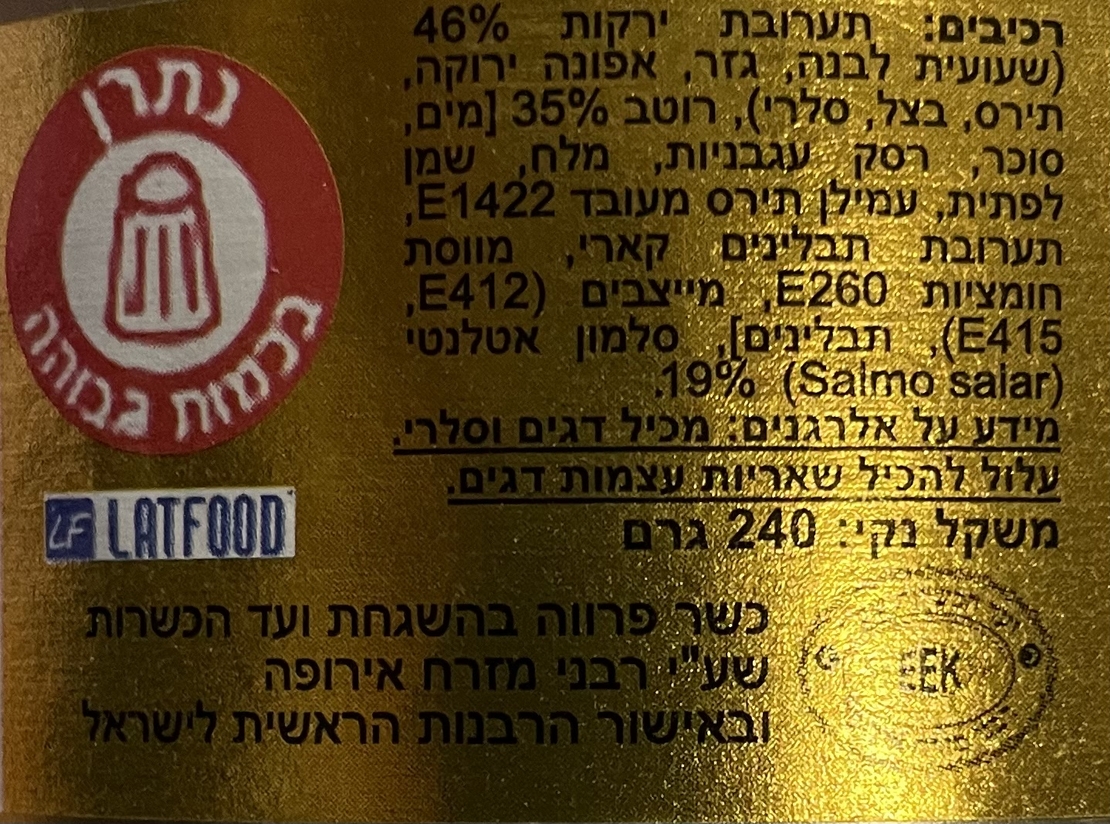 רכיבים: תערובת ירקות 46%
(שעועית לבנה, גזר, אפונה ירוקה,
תירס, בצל, סלרי), רוטב 35% [מים,
סוכר, רסק עגבניות, מלח, שמן
לפתית, עמילן תירס מעובד E1422,
תערובת תבלינים קארי, מווסת
חומציות E260, מייצבים (E412,
E415), תבלינים], סלמון אטלנטי
(Salmo salar) 19%.
מידע על אלרגנים: מכיל דגים וסלרי.
עלול להכיל שאריות עצמות דגים.
משקל נקי: 240 גרם
כשר פרווה בהשגחת ועד הכשרות
שע"י רבני מזרח אירופה
ובאישור הרבנות הראשית לישראל
EEK
נתרן
בכמות גבוהה
LF LATFOOD